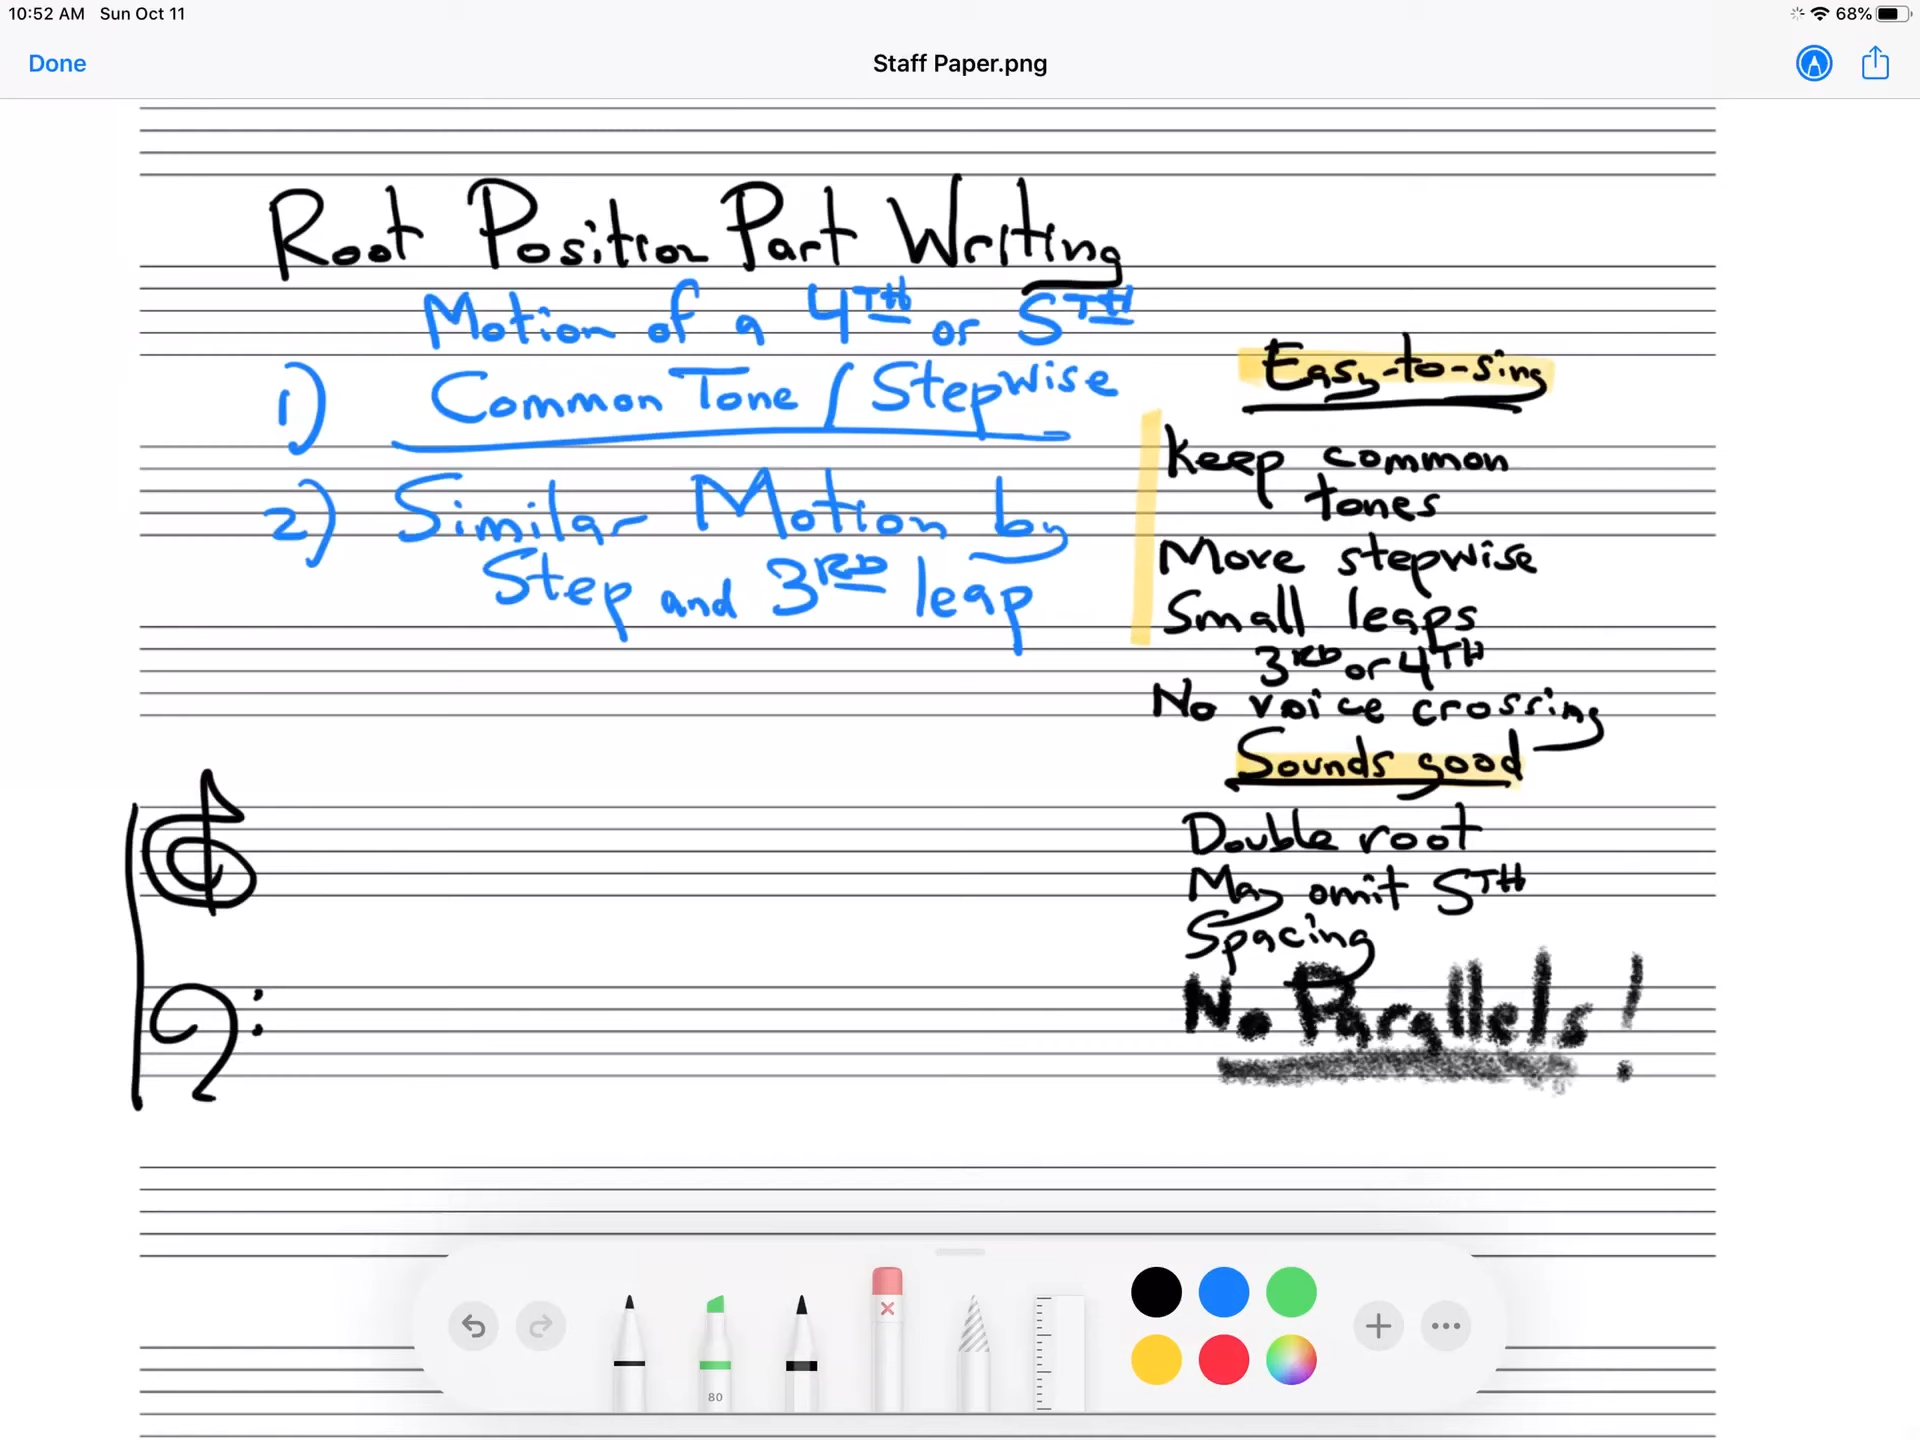 10:52 AM Sun Oct 11
68%
Done
Staff Paper.png
Root Position Part Writing
Motion of a 4TH or 5TH
1) Common Tone / Stepwise
2) Similar Motion by
Step and 3RD leap
Easy-to-sing
Keep common
tones
More stepwise
Small leaps
3RD or 4TH
No voice crossing
Sounds good
Double root
May omit 5TH
Spacing
No Parallels!
80